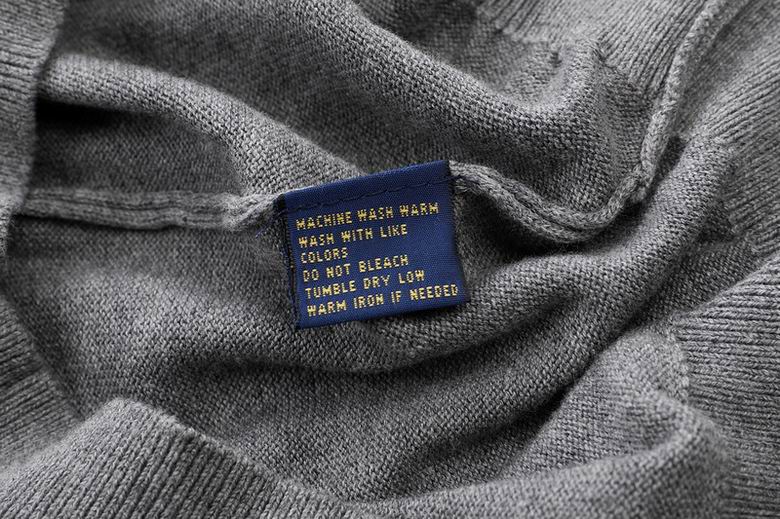 MACHINE WASH WARM
WASH WITH LIKE
COLORS
DO NOT BLEACH
TUMBLE DRY LOW
WARM IRON IF NEEDED